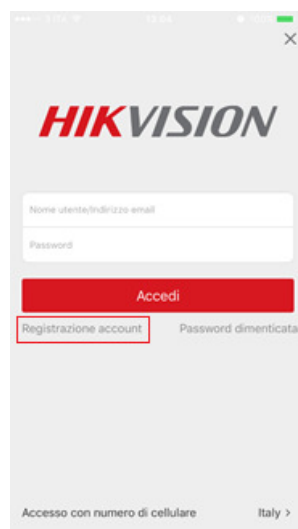 HIKVISION
Nome utente/Indirizzo email
Password
Accedi
Registrazione account Password dimenticata
Accesso con numero di cellulare Italy >